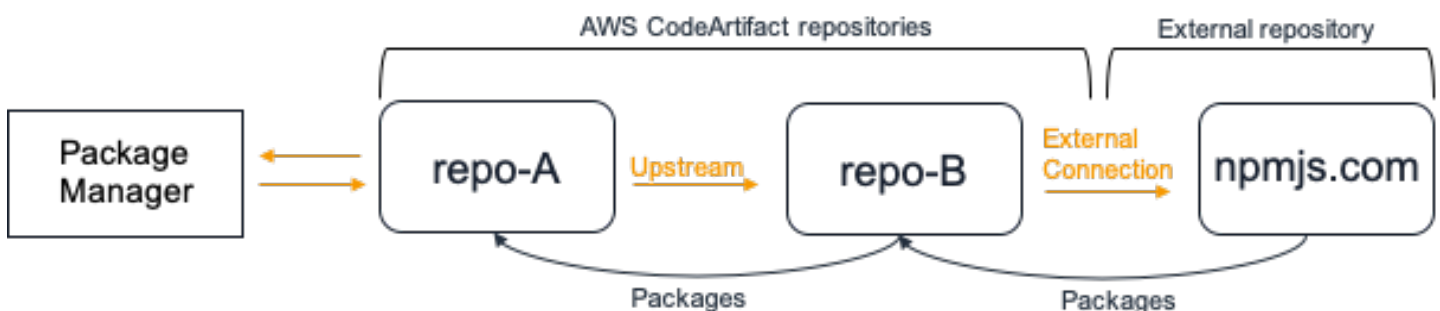 AWS CodeArtifact repositories
External repository
Package
Manager
repo-A
Upstream
repo-B
External
Connection
npmjs.com
Packages
Packages